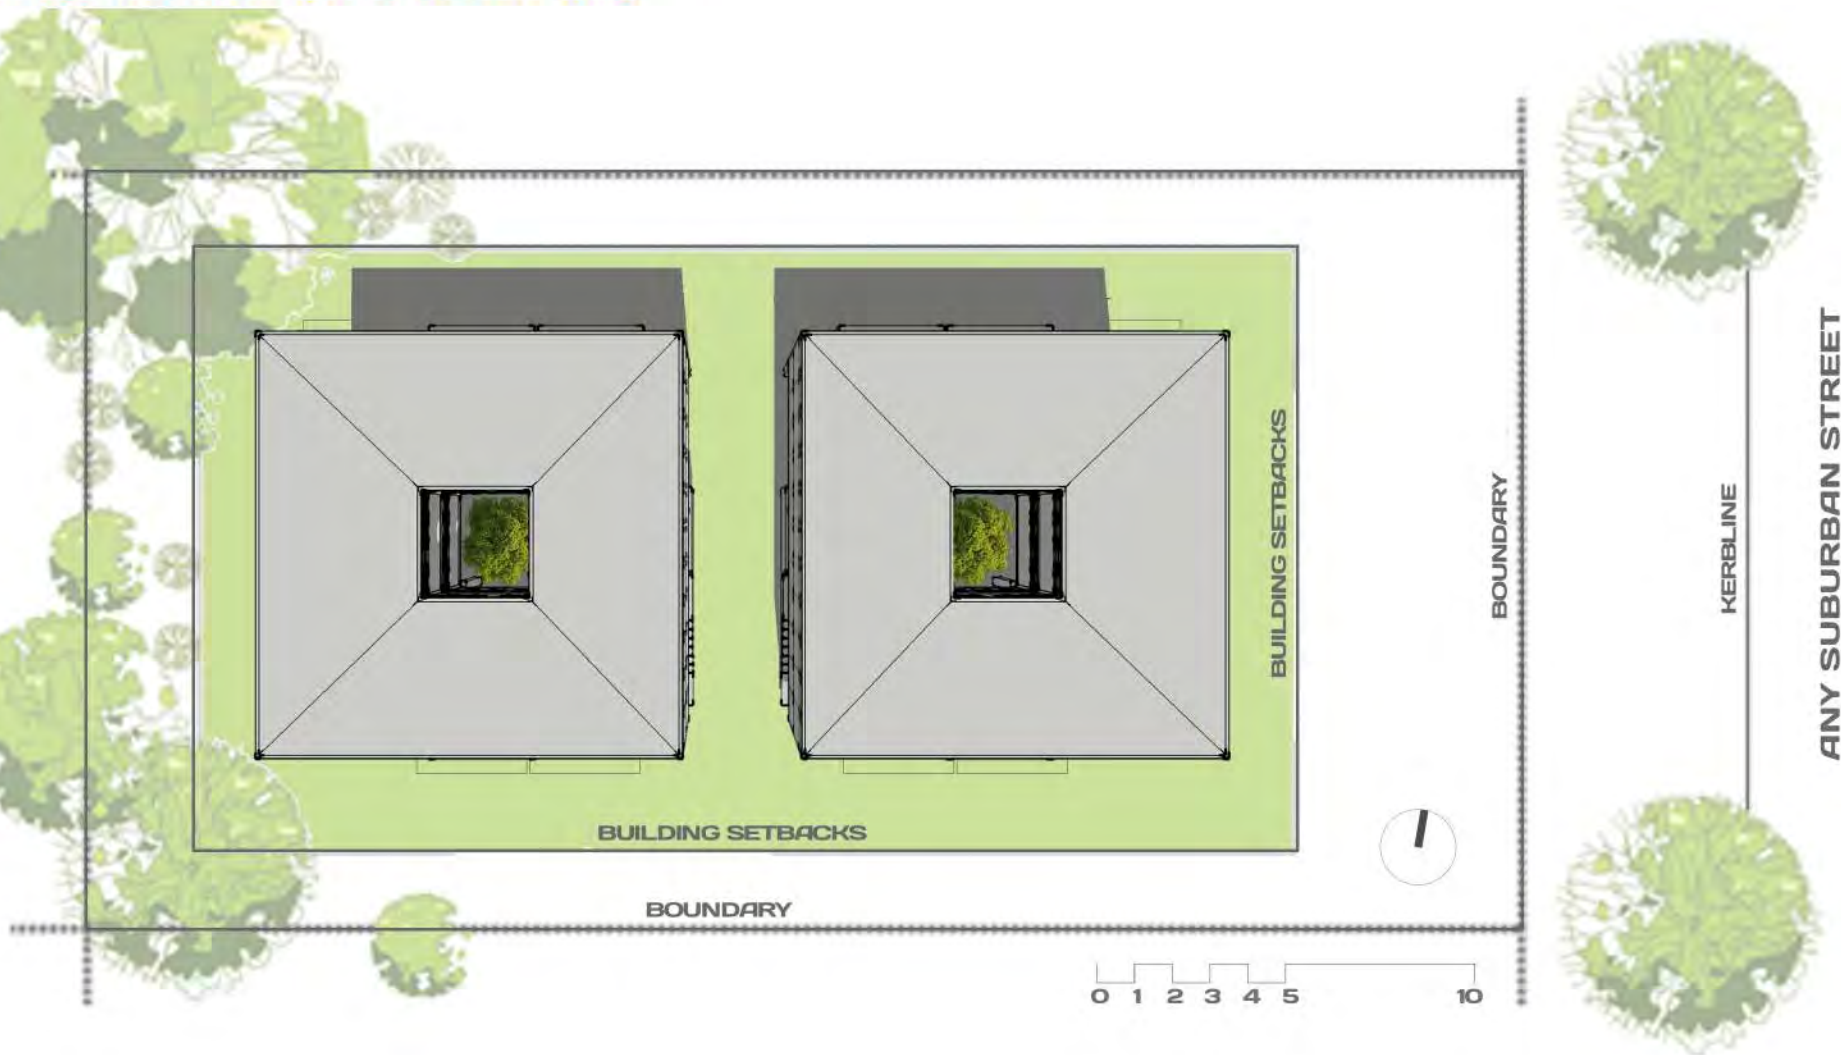 BUILDING SETBACKS
BOUNDARY
KERBLINE
ANY SUBURBAN STREET
BUILDING SETBACKS
BOUNDARY
0 1 2 3 4 5 10